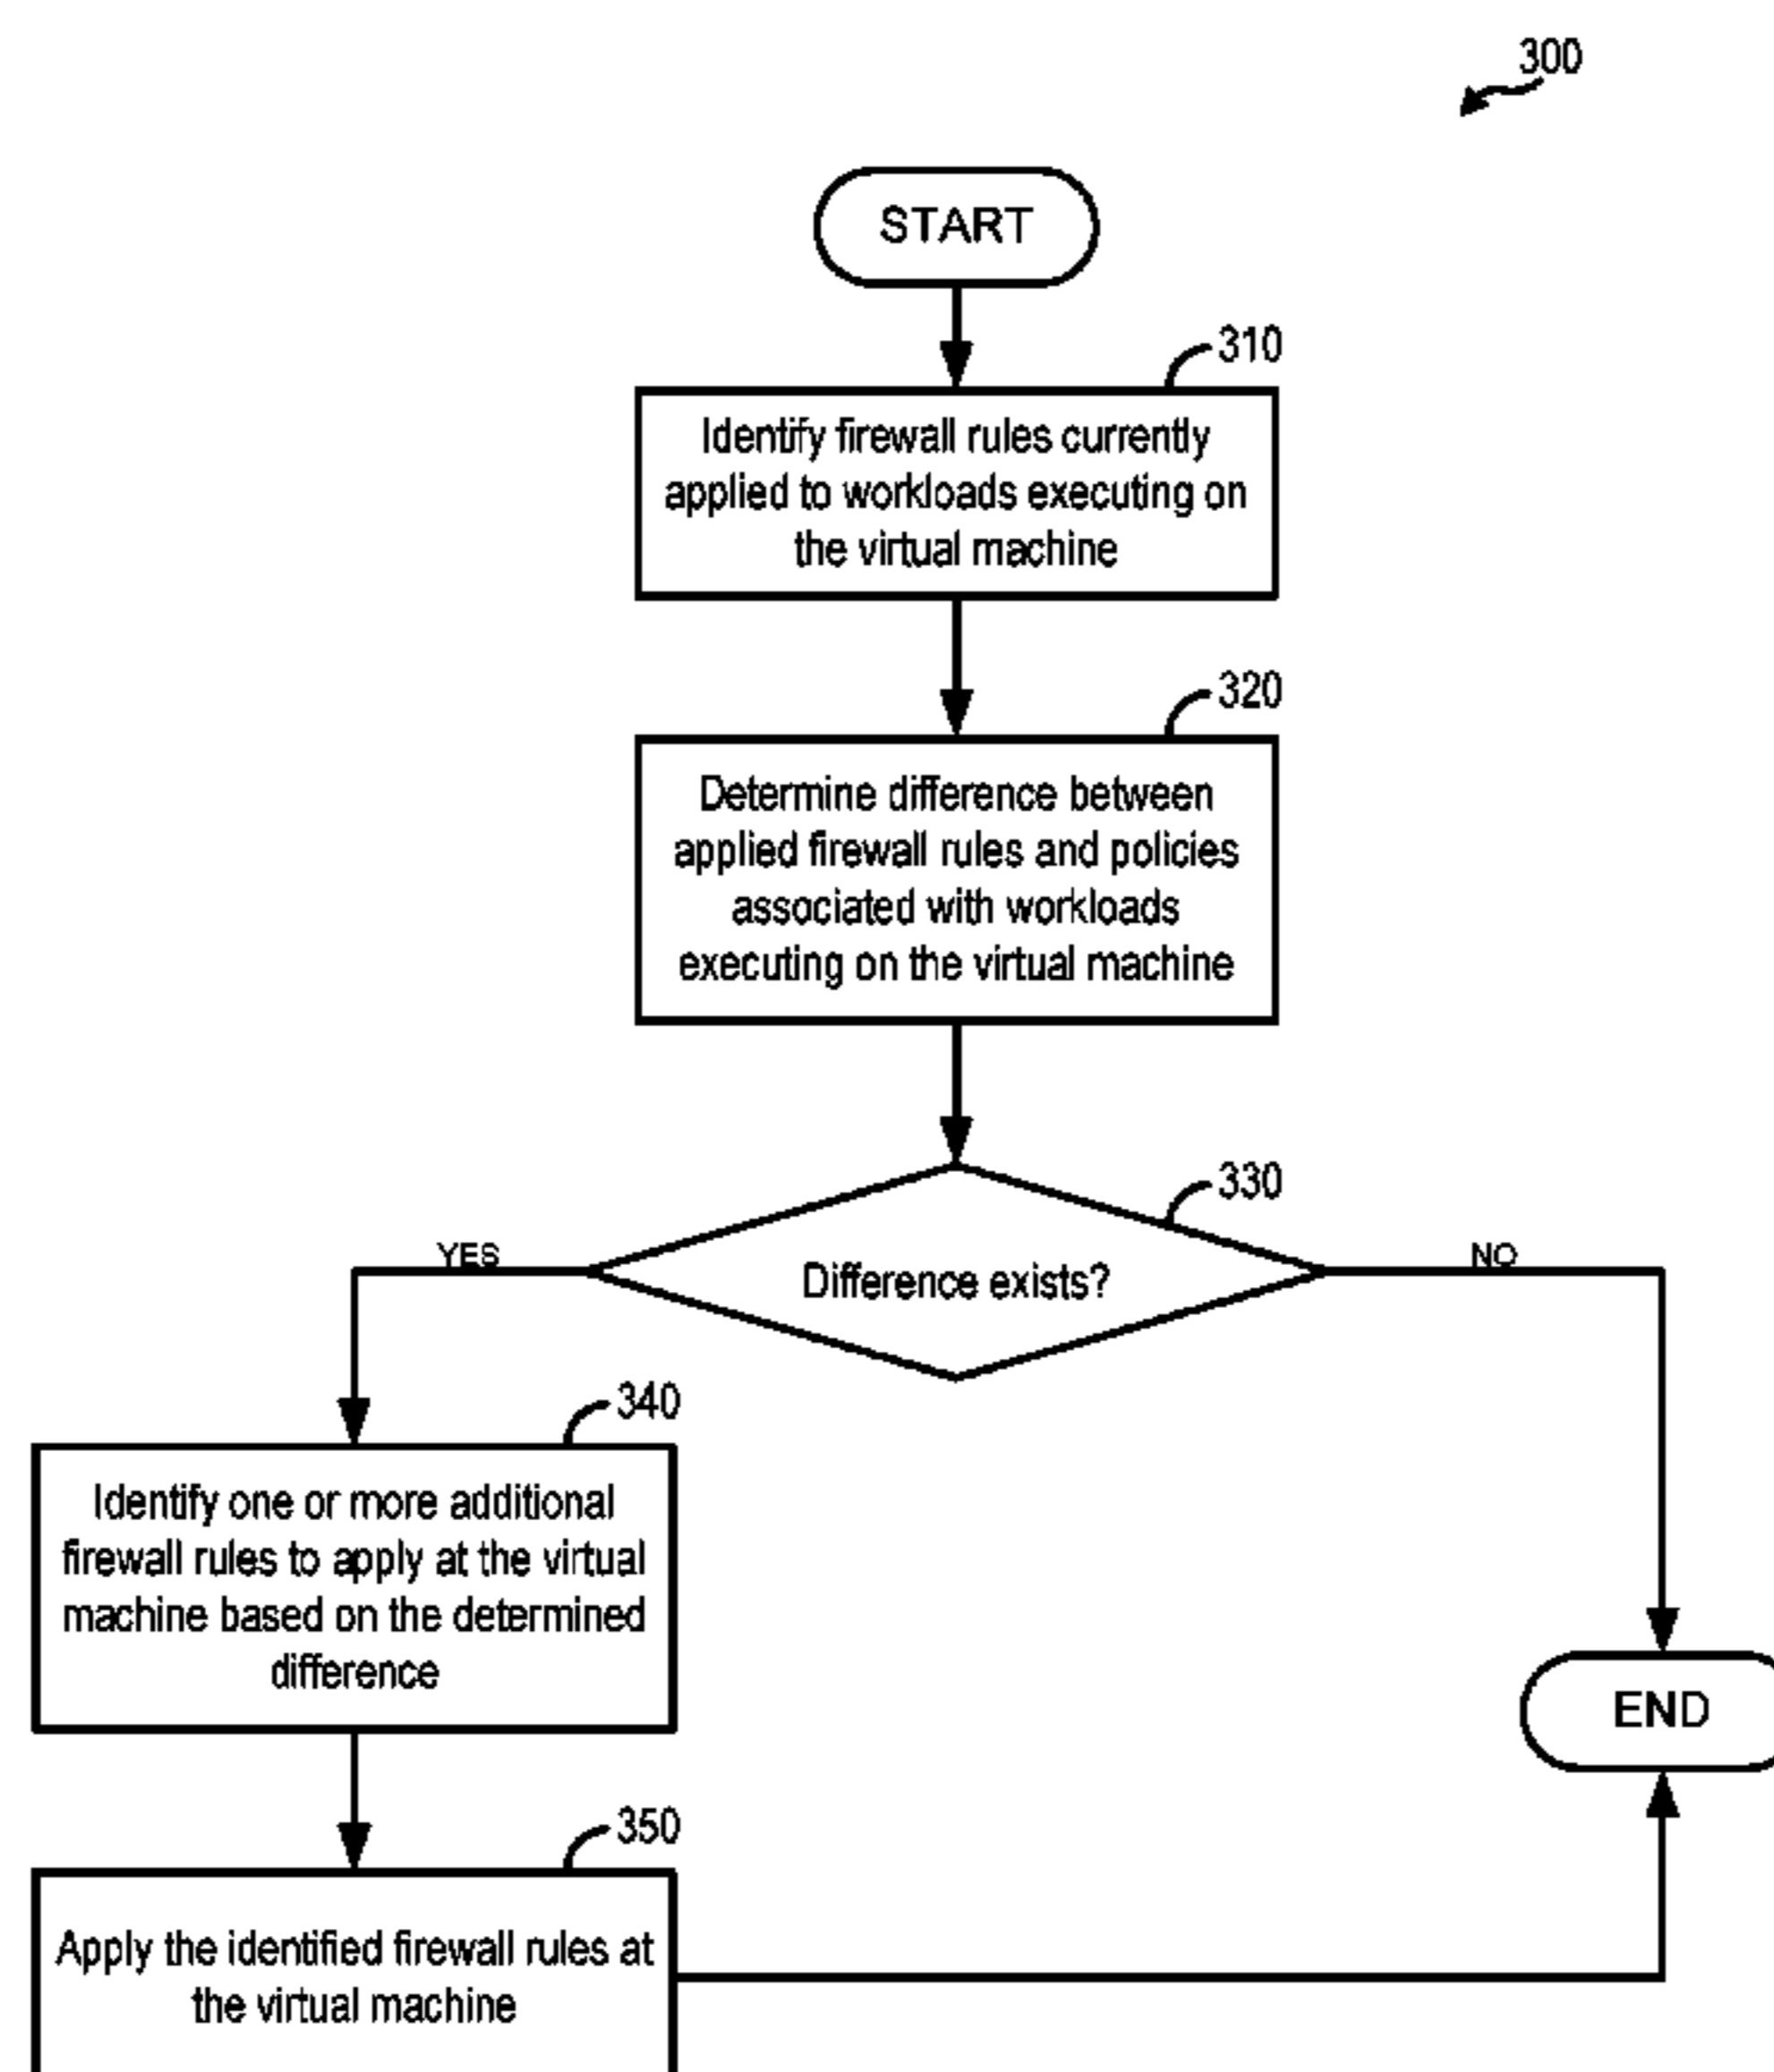 300
START
310
Identify firewall rules currently
applied to workloads executing on
the virtual machine
320
Determine difference between
applied firewall rules and policies
associated with workloads
executing on the virtual machine
330
YES
Difference exists?
NO
340
Identify one or more additional
firewall rules to apply at the virtual
machine based on the determined
difference
END
350
Apply the identified firewall rules at
the virtual machine